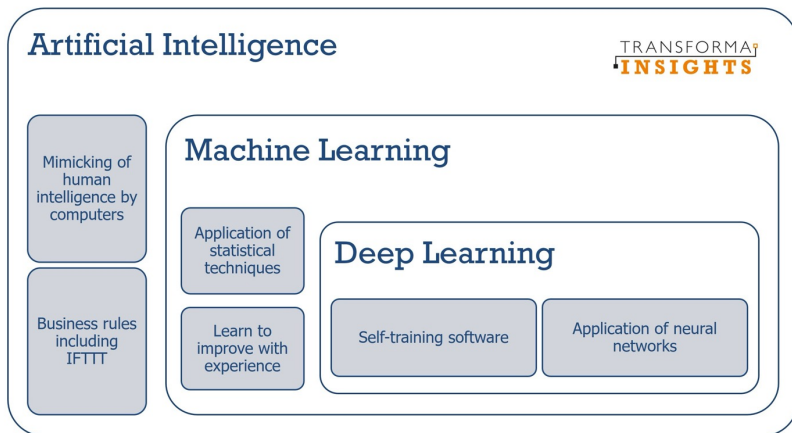 Artificial Intelligence
TRANSFORMA
INSIGHTS
Mimicking of
human
intelligence by
computers
Business rules
including
IFTTT
Machine Learning
Application of
statistical
techniques
Learn to
improve with
experience
Deep Learning
Self-training software
Application of neural
networks